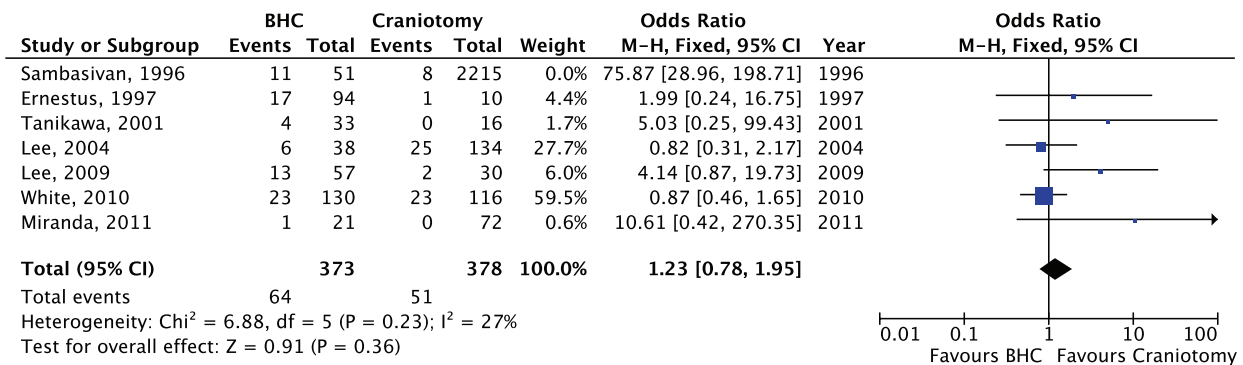 BHC Craniotomy Odds Ratio Odds Ratio
Study or Subgroup Events Total Events Total Weight M-H, Fixed, 95% CI Year M-H, Fixed, 95% CI
Sambasivan, 1996 11 51 8 2215 0.0% 75.87 [28.96, 198.71] 1996
Ernestus, 1997 17 94 1 10 4.4% 1.99 [0.24, 16.75] 1997
Tanikawa, 2001 4 33 0 16 1.7% 5.03 [0.25, 99.43] 2001
Lee, 2004 6 38 25 134 27.7% 0.82 [0.31, 2.17] 2004
Lee, 2009 13 57 2 30 6.0% 4.14 [0.87, 19.73] 2009
White, 2010 23 130 23 116 59.5% 0.87 [0.46, 1.65] 2010
Miranda, 2011 1 21 0 72 0.6% 10.61 [0.42, 270.35] 2011
Total (95% CI) 373 378 100.0% 1.23 [0.78, 1.95]
Total events 64 51
Heterogeneity: Chi² = 6.88, df = 5 (P = 0.23); I² = 27%
Test for overall effect: Z = 0.91 (P = 0.36)
0.01 0.1 1 10 100
Favours BHC Favours Craniotomy